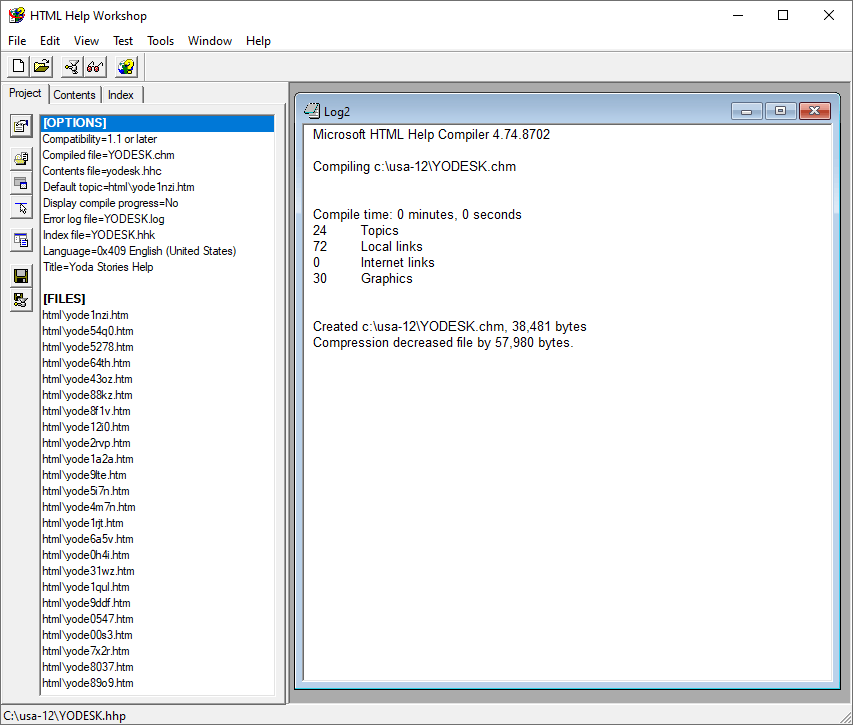 HTML Help Workshop
File Edit View Test Tools Window Help
Project Contents Index
[OPTIONS]
Compatibility=1.1 or later
Compiled file=YODESK.chm
Contents file=yodesk.hhc
Default topic=html\yode1nzi.htm
Display compile progress=No
Error log file=YODESK.log
Index file=YODESK.hhk
Language=0x409 English (United States)
Title=Yoda Stories Help
[FILES]
html\yode1nzi.htm
html\yode54q0.htm
html\yode5278.htm
html\yode64th.htm
html\yode43oz.htm
html\yode88kz.htm
html\yode8f1v.htm
html\yode12i0.htm
html\yode2rvp.htm
html\yode1a2a.htm
html\yode9lte.htm
html\yode5i7n.htm
html\yode4m7n.htm
html\yode1rjt.htm
html\yode6a5v.htm
html\yode0h4i.htm
html\yode31wz.htm
html\yode1qul.htm
html\yode9ddf.htm
html\yode0547.htm
html\yode00s3.htm
html\yode7x2r.htm
html\yode8037.htm
html\yode89o9.htm
Log2
Microsoft HTML Help Compiler 4.74.8702
Compiling c:\usa-12\YODESK.chm
Compile time: 0 minutes, 0 seconds
24 Topics
72 Local links
0 Internet links
30 Graphics
Created c:\usa-12\YODESK.chm, 38,481 bytes
Compression decreased file by 57,980 bytes.
C:\usa-12\YODESK.hhp